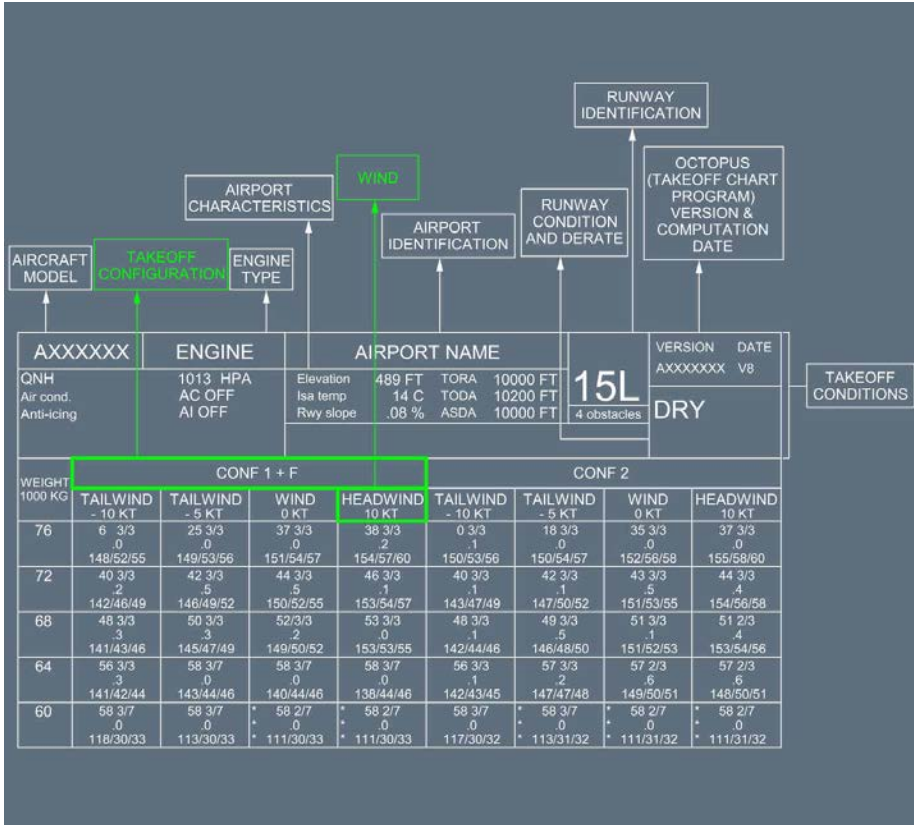 RUNWAY
IDENTIFICATION
OCTOPUS
(TAKEOFF CHART
PROGRAM)
VERSION &
COMPUTATION
DATE
WIND
AIRPORT
CHARACTERISTICS
RUNWAY
CONDITION
AND DERATE
AIRPORT
IDENTIFICATION
AIRCRAFT
MODEL
TAKEOFF
CONFIGURATION
ENGINE
TYPE
AXXXXXX ENGINE AIRPORT NAME 15L VERSION DATE
AXXXXXXX V8
QNH 1013 HPA Elevation 489 FT TORA 10000 FT
Air cond. AC OFF Isa temp 14 C TODA 10200 FT
Anti-icing AI OFF Rwy slope .08 % ASDA 10000 FT 4 obstacles DRY
TAKEOFF
CONDITIONS
WEIGHT
1000 KG
CONF 1 + F CONF 2
TAILWIND TAILWIND WIND HEADWIND TAILWIND TAILWIND WIND HEADWIND
- 10 KT - 5 KT 0 KT 10 KT - 10 KT - 5 KT 0 KT 10 KT
76 6 3/3 25 3/3 37 3/3 38 3/3 0 3/3 18 3/3 35 3/3 37 3/3
.0 .0 .0 .2 .1 .0 .0 .0
148/52/55 149/53/56 151/54/57 154/57/60 150/53/56 150/54/57 152/56/58 155/58/60
72 40 3/3 42 3/3 44 3/3 46 3/3 40 3/3 42 3/3 43 3/3 44 3/3
.2 .5 .5 .1 .1 .1 .5 .4
142/46/49 146/49/52 150/52/55 153/54/57 143/47/49 147/50/52 151/53/55 154/56/58
68 48 3/3 50 3/3 52/3/3 53 3/3 48 3/3 49 3/3 51 3/3 51 2/3
.3 .3 .2 .0 .1 .5 .1 .4
141/43/46 145/47/49 149/50/52 153/53/55 142/44/46 146/48/50 151/52/53 153/54/56
64 56 3/3 58 3/7 58 3/7 58 3/7 56 3/3 57 3/3 57 2/3 57 2/3
.3 .0 .0 .0 .1 .2 .6 .6
141/42/44 143/44/46 140/44/46 138/44/46 142/43/45 147/47/48 149/50/51 148/50/51
60 58 3/7 58 3/7 * 58 2/7 * 58 2/7 58 3/7 * 58 3/7 * 58 2/7 * 58 2/7
.0 .0 * .0 * .0 .0 * .0 * .0 * .0
118/30/33 113/30/33 * 111/30/33 * 111/30/33 117/30/32 * 113/31/32 * 111/31/32 * 111/31/32